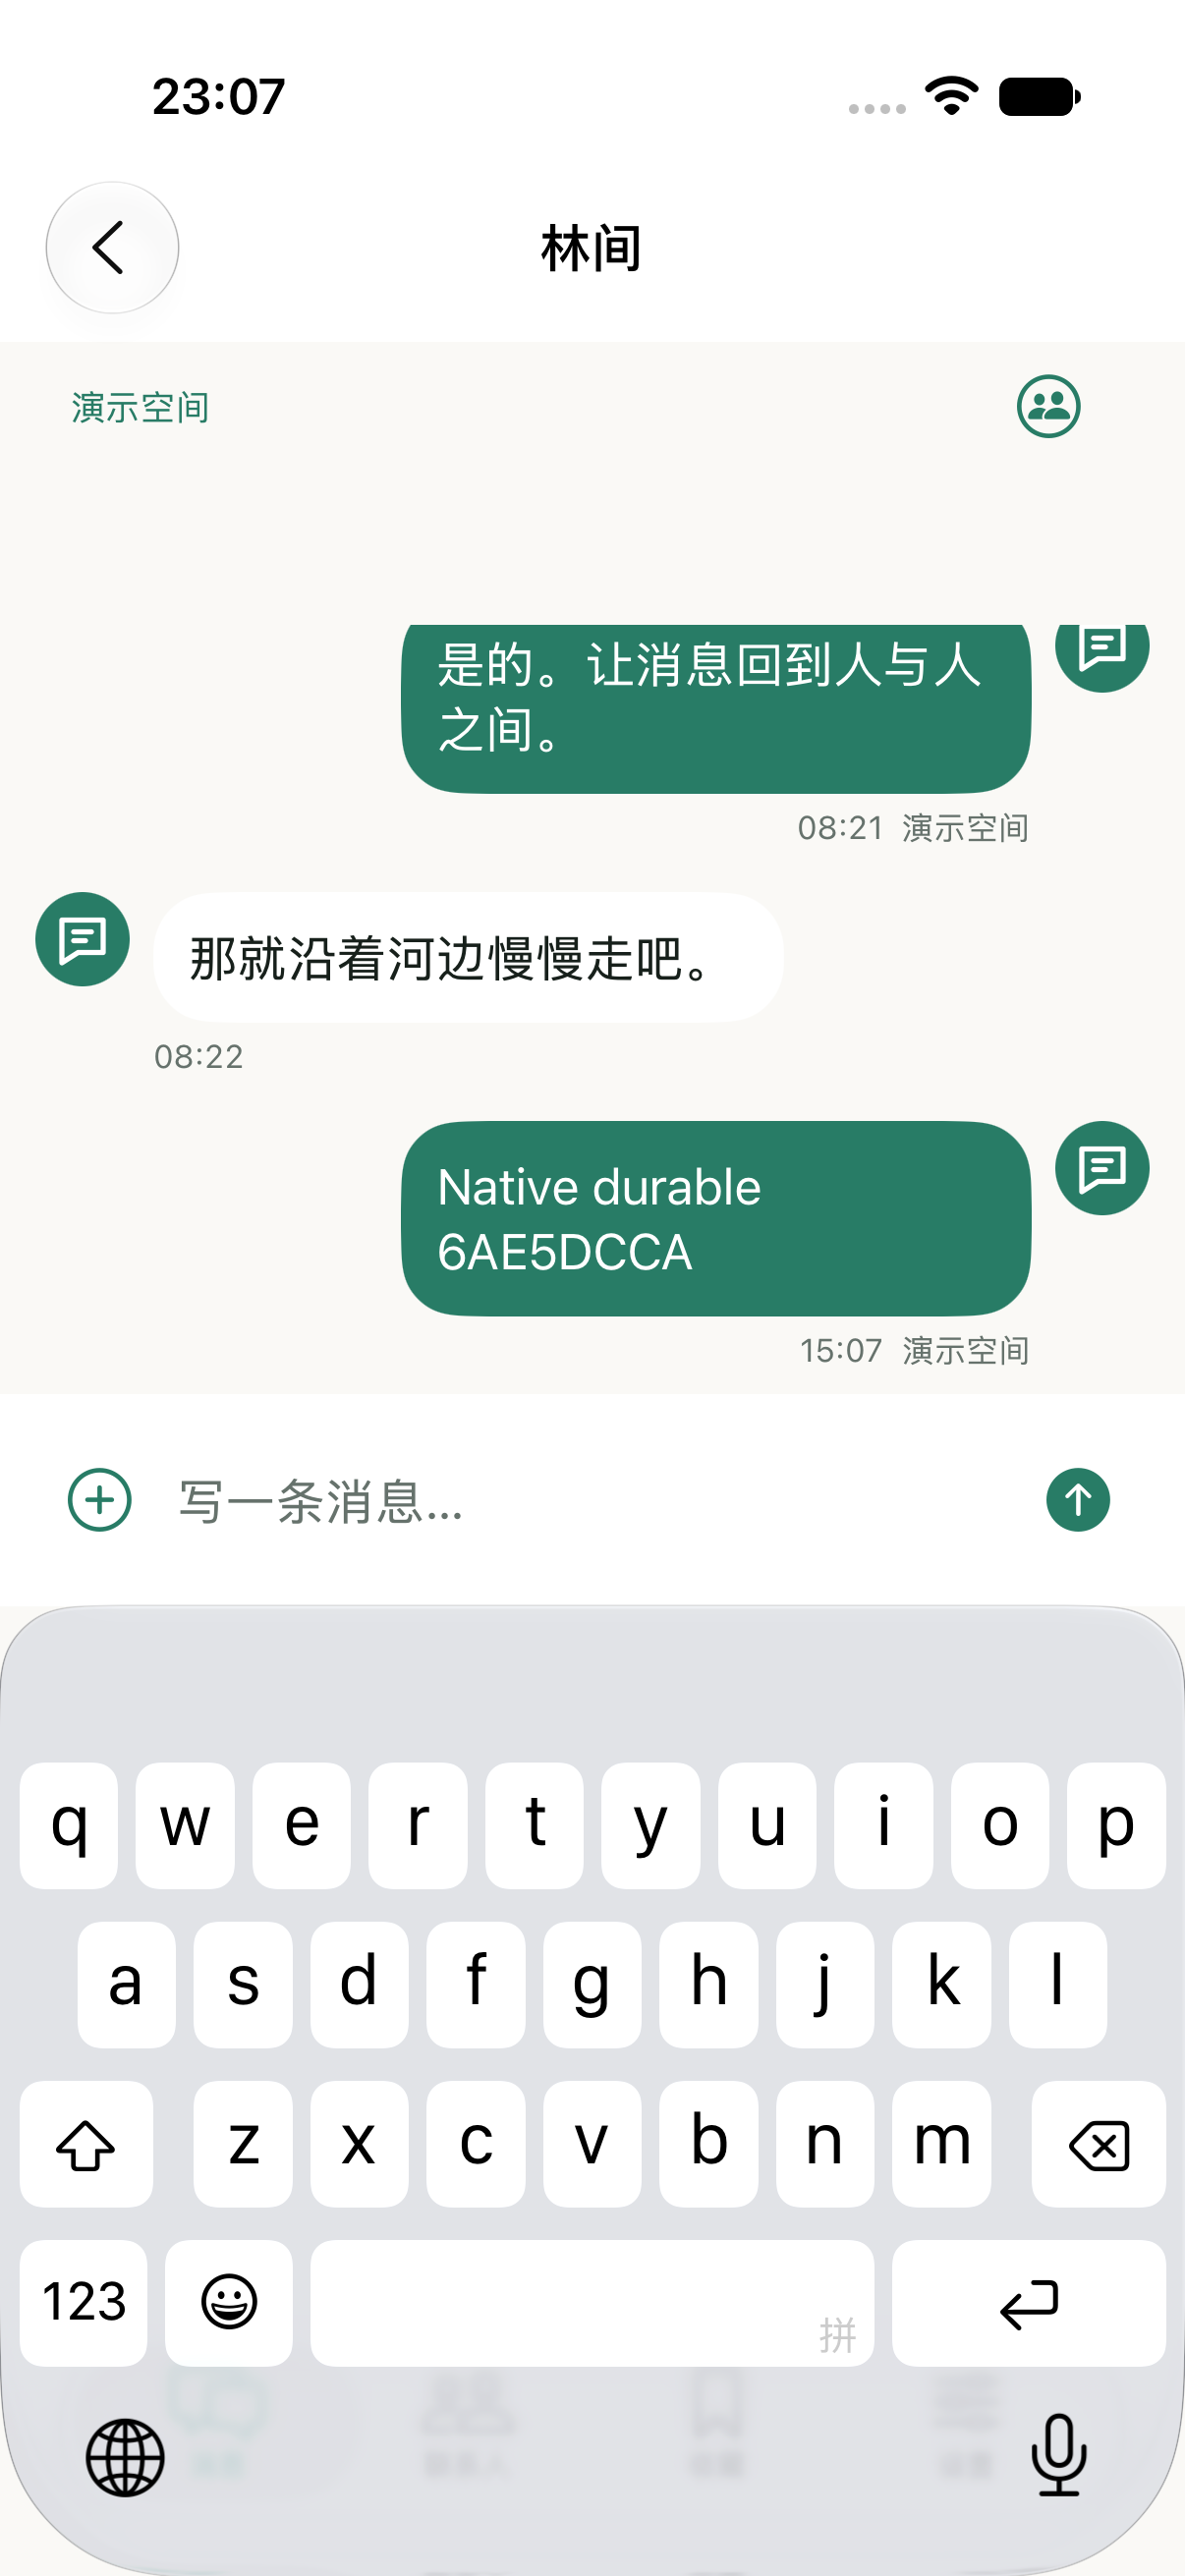 23:07
林间
演示空间
是的。让消息回到人与人
之间。
08:21 演示空间
那就沿着河边慢慢走吧。
08:22
Native durable
6AE5DCCA
15:07 演示空间
写一条消息...
q w e r t y u i o p
a s d f g h j k l
z x c v b n m
123
拼